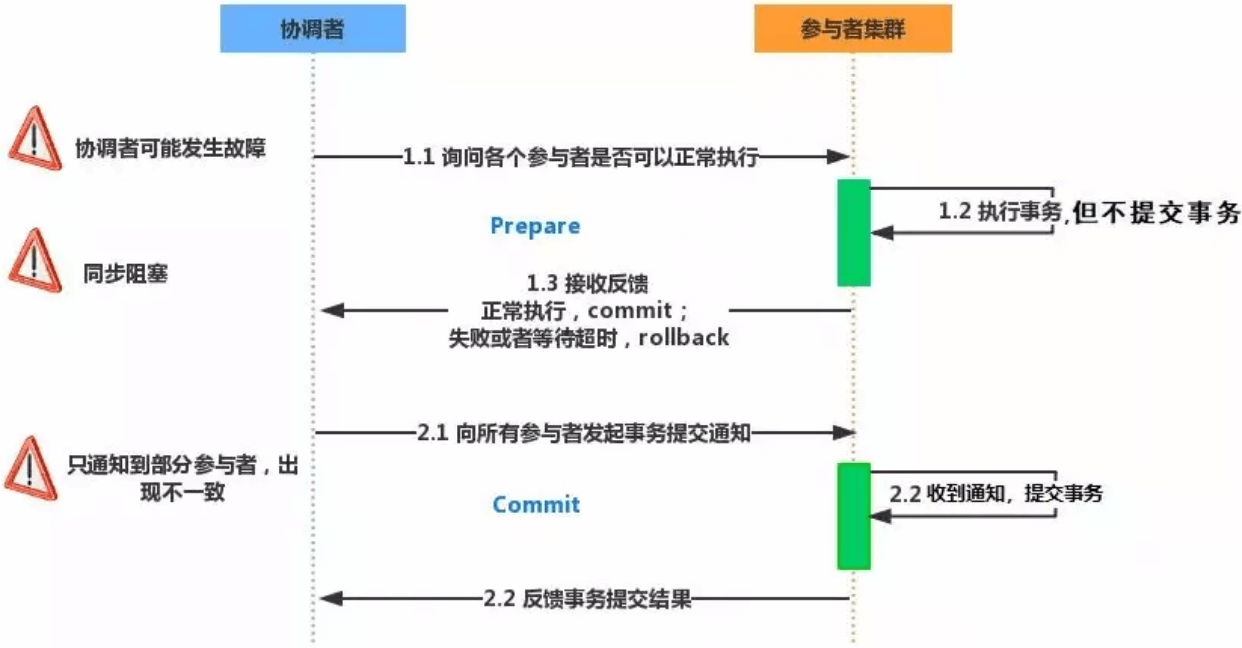 协调者
参与者集群
协调者可能发生故障
1.1 询问各个参与者是否可以正常执行
1.2 执行事务,但不提交事务
Prepare
同步阻塞
1.3 接收反馈
正常执行，commit；
失败或者等待超时，rollback
2.1 向所有参与者发起事务提交通知
只通知到部分参与者，出
现不一致
2.2 收到通知，提交事务
Commit
2.2 反馈事务提交结果